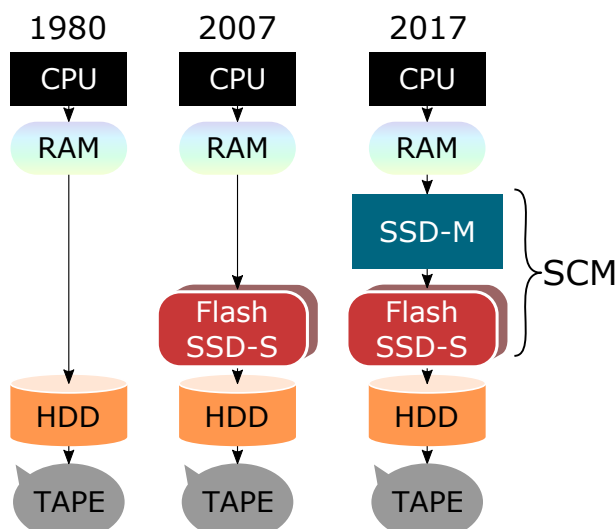 1980
2007
2017
CPU
CPU
CPU
RAM
RAM
RAM
SSD-M
SCM
Flash
SSD-S
Flash
SSD-S
HDD
HDD
HDD
TAPE
TAPE
TAPE